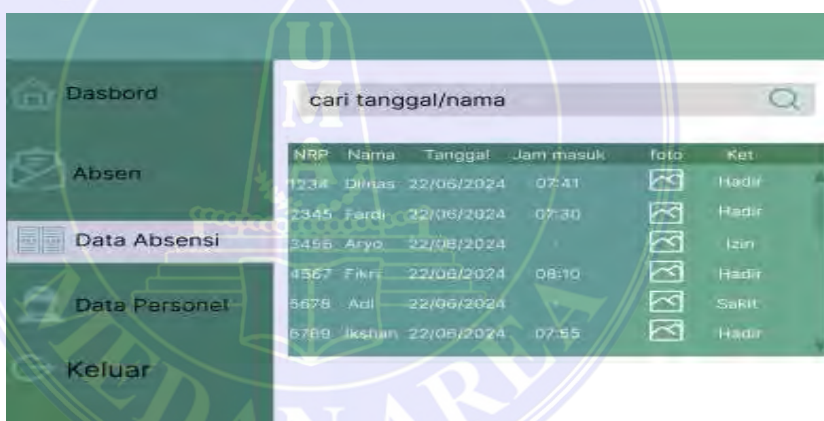 Dasbord
Absen
Data Absensi
Data Personel
Keluar
cari tanggal/nama
NRP Nama Tanggal Jam masuk foto Ket
1234 Dimas 22/06/2024 07:41 Hadir
2345 Fardi 22/06/2024 07:30 Hadir
3456 Aryo 22/06/2024 - Izin
4567 Fikri 22/06/2024 08:10 Hadir
5678 Adi 22/06/2024 - Sakit
6789 Ikshan 22/06/2024 07:55 Hadir
UMA
MEDAN AREA